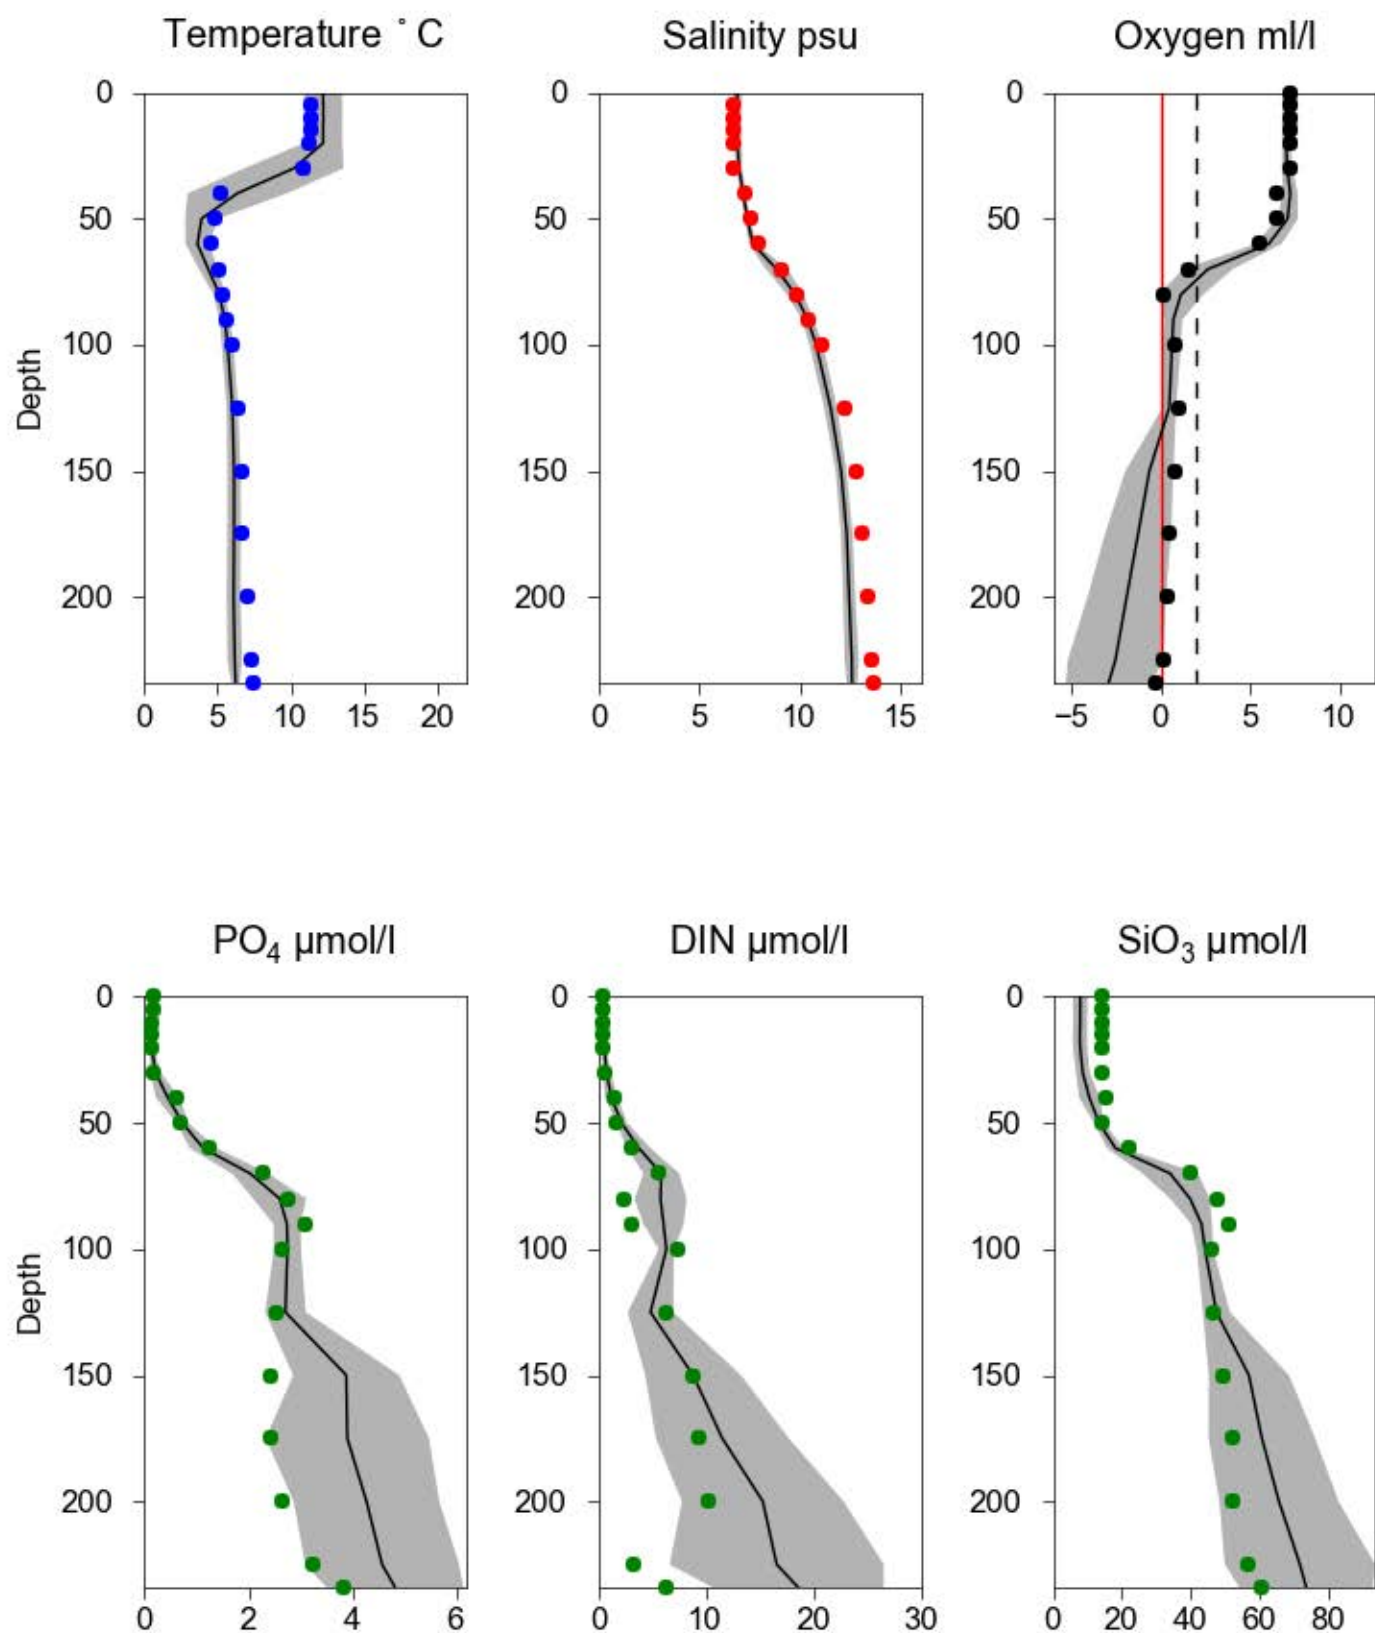 Temperature ˚ C
Salinity psu
Oxygen ml/l
0
50
100
150
200
Depth
0 5 10 15 20
0
50
100
150
200
0 5 10 15
0
50
100
150
200
−5 0 5 10
PO₄ µmol/l
DIN µmol/l
SiO₃ µmol/l
0
50
100
150
200
Depth
0 2 4 6
0
50
100
150
200
0 10 20 30
0
50
100
150
200
0 20 40 60 80